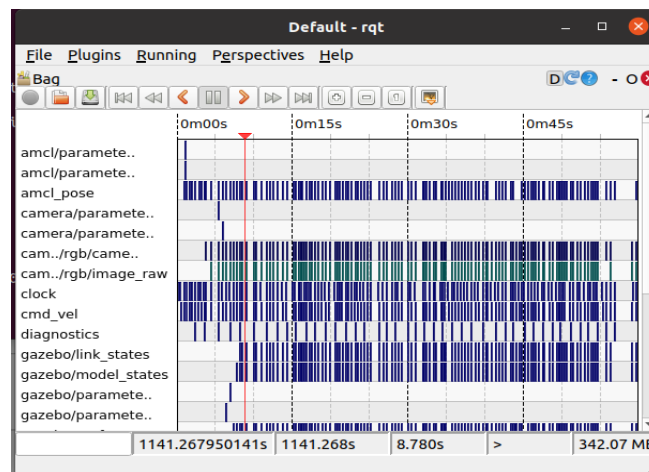 Default - rqt
File Plugins Running Perspectives Help
Bag D - O
0m00s 0m15s 0m30s 0m45s
amcl/paramete..
amcl/paramete..
amcl_pose
camera/paramete..
camera/paramete..
cam../rgb/came..
cam../rgb/image_raw
clock
cmd_vel
diagnostics
gazebo/link_states
gazebo/model_states
gazebo/paramete..
gazebo/paramete..
1141.267950141s 1141.268s 8.780s > 342.07 ME